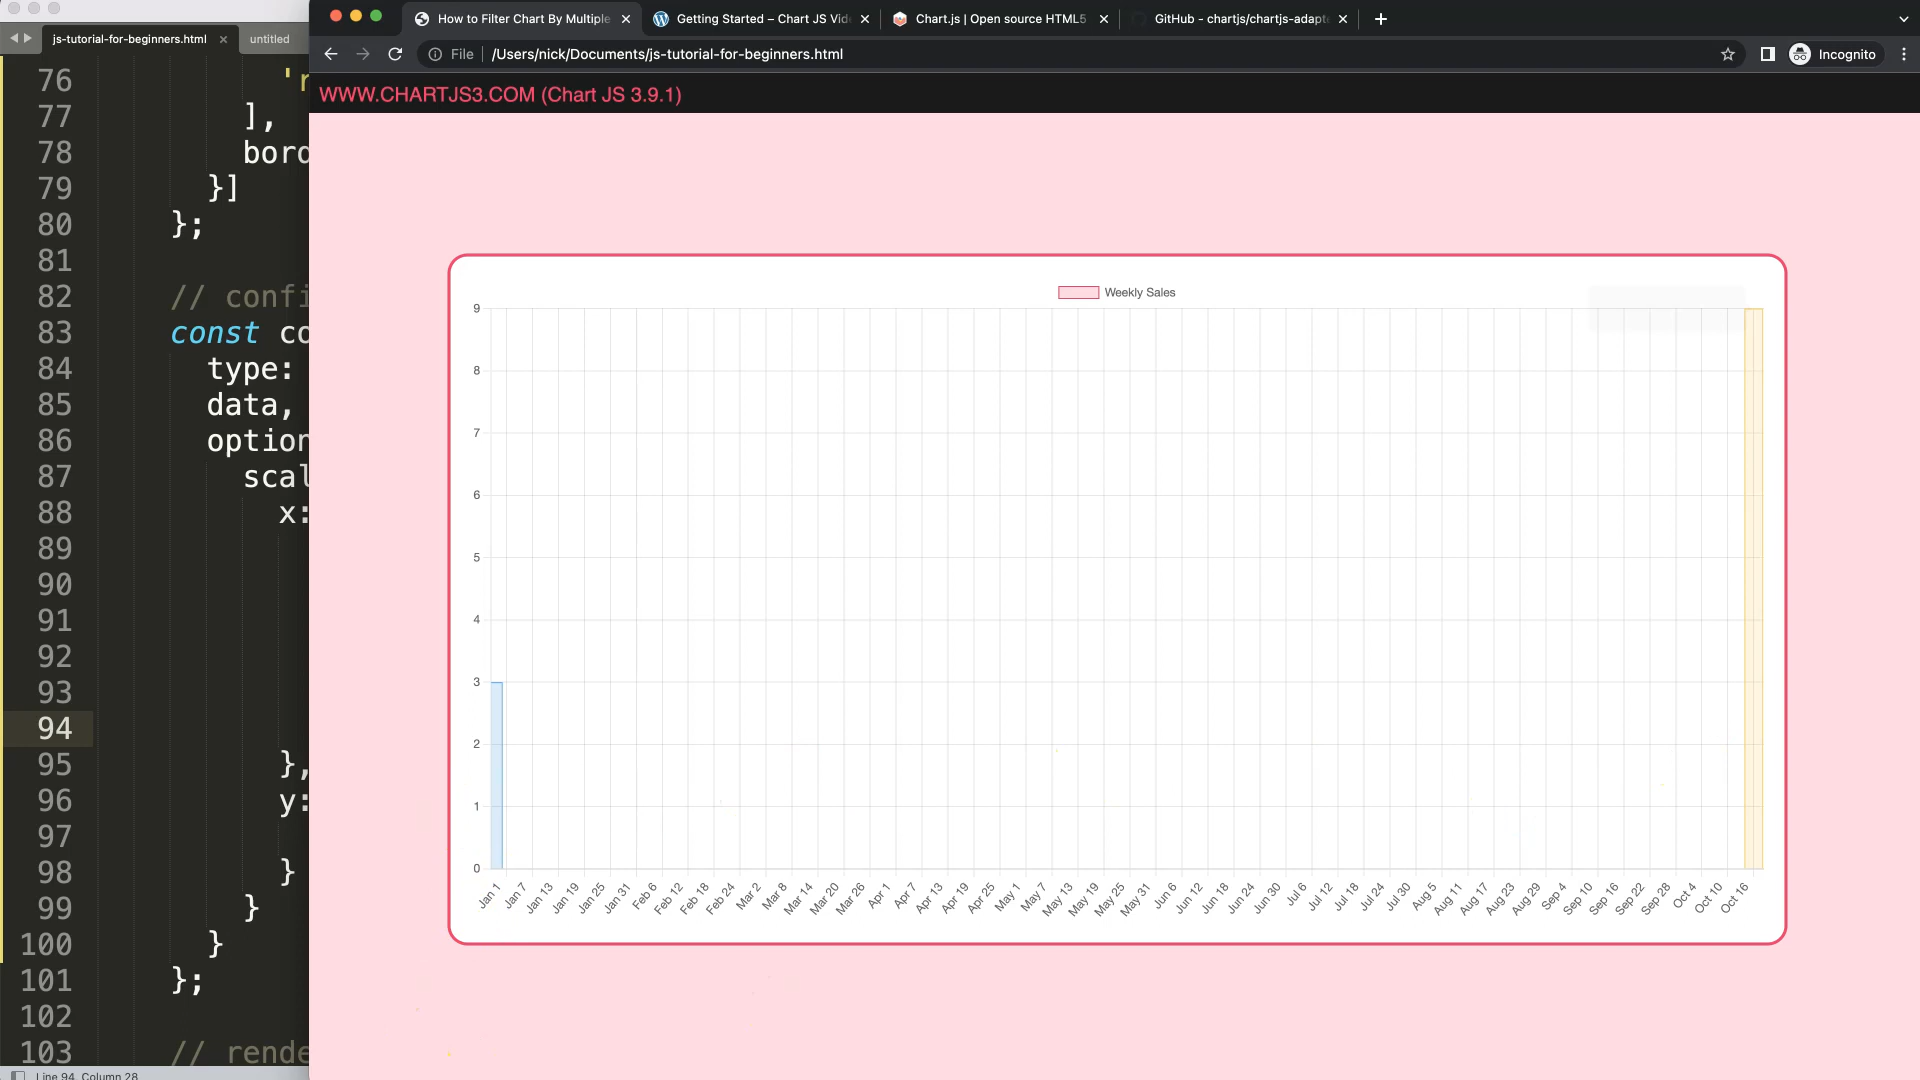 js-tutorial-for-beginners.html
untitled
76
'r
77
],
78
bord
79
}]
80
};
81
82
// confi
83
const co
84
type:
85
data,
86
option
87
scal
88
x:
89
90
91
92
93
94
95
},
96
y:
97
98
}
99
}
100
}
101
};
102
103
// rende
Line 94, Column 28
How to Filter Chart By Multiple
Getting Started – Chart JS Vid
Chart.js | Open source HTML5
GitHub - chartjs/chartjs-adapt
File
/Users/nick/Documents/js-tutorial-for-beginners.html
Incognito
WWW.CHARTJS3.COM (Chart JS 3.9.1)
Weekly Sales
9
8
7
6
5
4
3
2
1
0
Jan 1
Jan 7
Jan 13
Jan 19
Jan 25
Jan 31
Feb 6
Feb 12
Feb 18
Feb 24
Mar 2
Mar 8
Mar 14
Mar 20
Mar 26
Apr 1
Apr 7
Apr 13
Apr 19
Apr 25
May 1
May 7
May 13
May 19
May 25
May 31
Jun 6
Jun 12
Jun 18
Jun 24
Jun 30
Jul 6
Jul 12
Jul 18
Jul 24
Jul 30
Aug 5
Aug 11
Aug 17
Aug 23
Aug 29
Sep 4
Sep 10
Sep 16
Sep 22
Sep 28
Oct 4
Oct 10
Oct 16